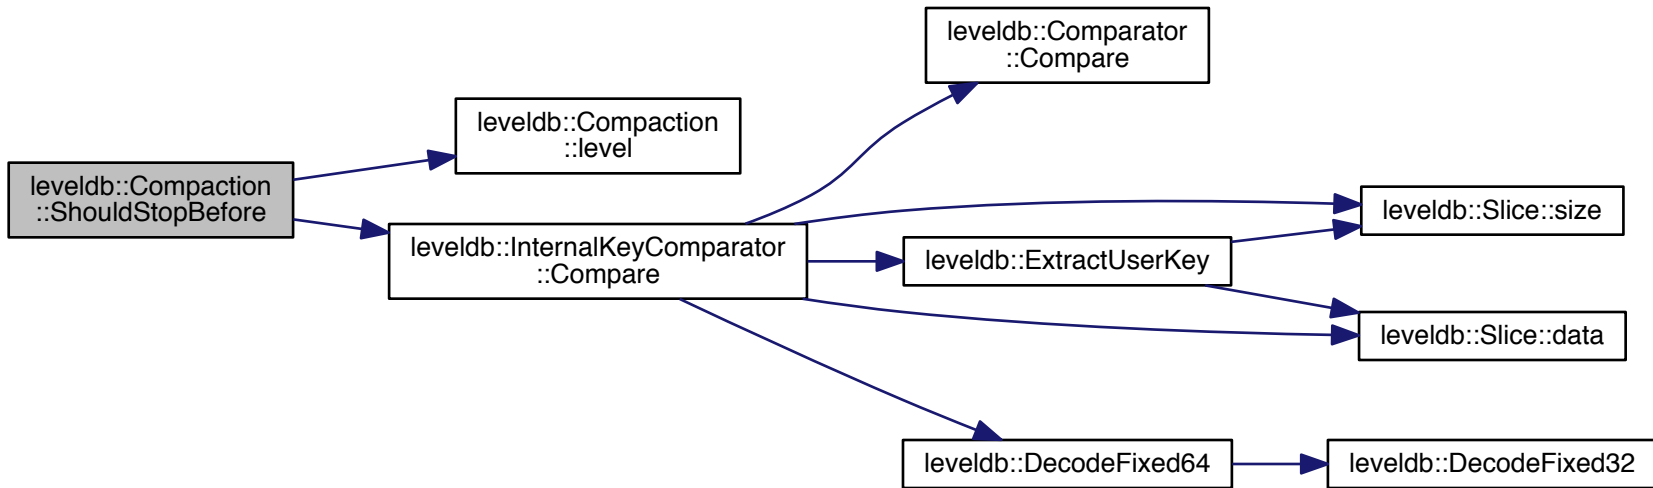 leveldb::Compaction
::ShouldStopBefore
leveldb::Compaction
::level
leveldb::InternalKeyComparator
::Compare
leveldb::Comparator
::Compare
leveldb::ExtractUserKey
leveldb::Slice::size
leveldb::Slice::data
leveldb::DecodeFixed64
leveldb::DecodeFixed32